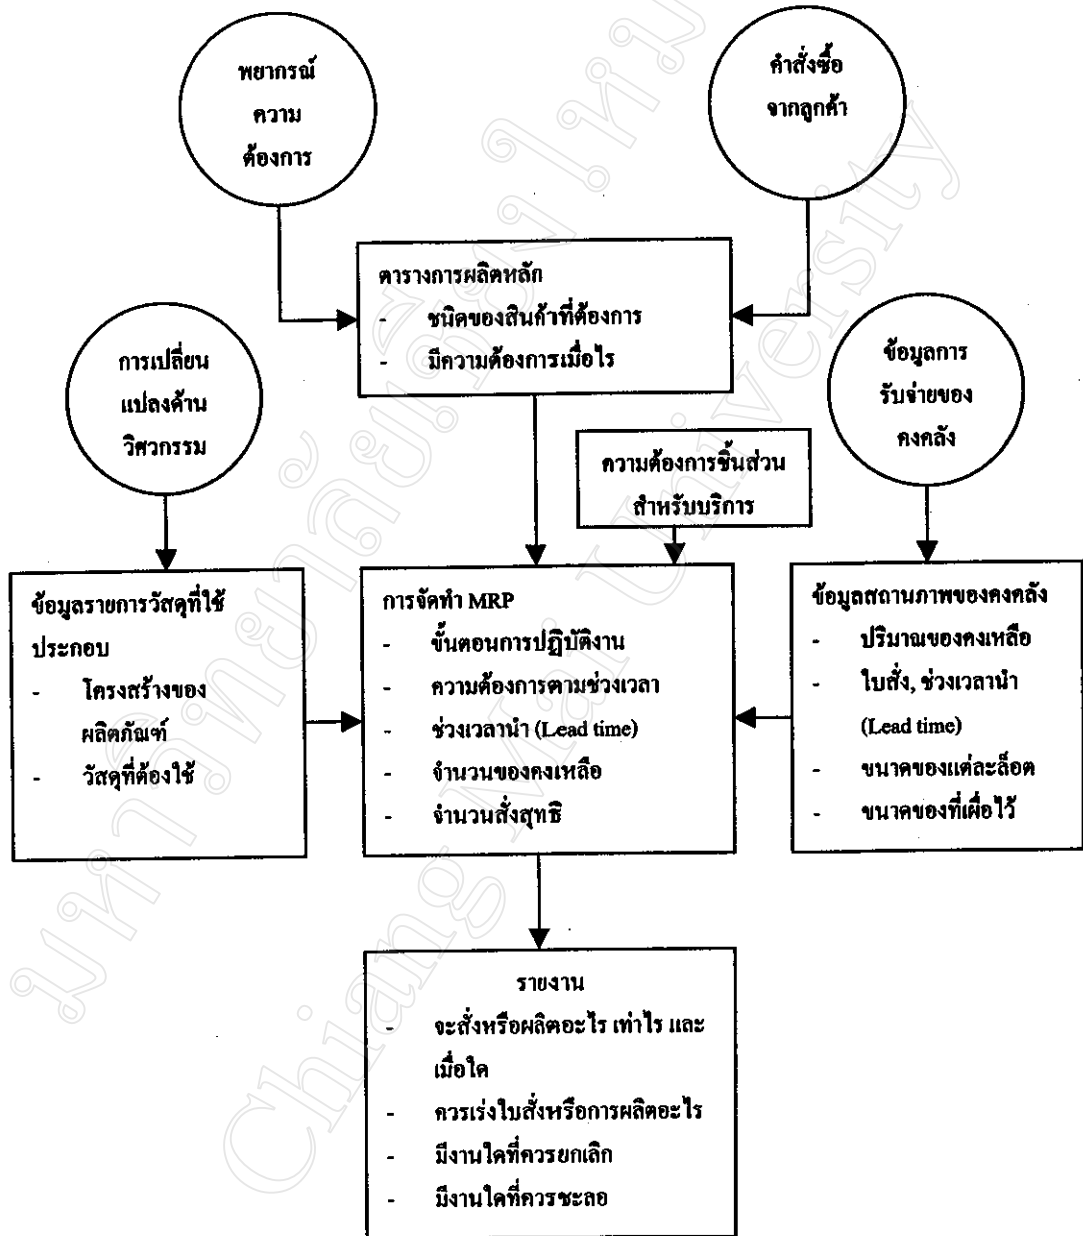 พยากรณ์
ความ
ต้องการ
คำสั่งซื้อ
จากลูกค้า
ตารางการผลิตหลัก
- ชนิดของสินค้าที่ต้องการ
- มีความต้องการเมื่อไร
การเปลี่ยน
แปลงด้าน
วิศวกรรม
ข้อมูลการ
รับจ่ายของ
คงคลัง
ความต้องการชิ้นส่วน
สำหรับบริการ
ข้อมูลรายการวัสดุที่ใช้
ประกอบ
- โครงสร้างของ
ผลิตภัณฑ์
- วัสดุที่ต้องใช้
การจัดทำ MRP
- ขั้นตอนการปฏิบัติงาน
- ความต้องการตามช่วงเวลา
- ช่วงเวลานำ (Lead time)
- จำนวนของคงเหลือ
- จำนวนสั่งสุทธิ
ข้อมูลสถานภาพของคงคลัง
- ปริมาณของคงเหลือ
- ใบสั่ง, ช่วงเวลานำ
(Lead time)
- ขนาดของแต่ละล็อต
- ขนาดของที่เผื่อไว้
รายงาน
- จะสั่งหรือผลิตอะไร เท่าไร และ
เมื่อใด
- ควรเร่งใบสั่งหรือการผลิตอะไร
- มีงานใดที่ควรยกเลิก
- มีงานใดที่ควรชะลอ
มหาวิทยาลัยเชียงใหม่
Chiang Mai University